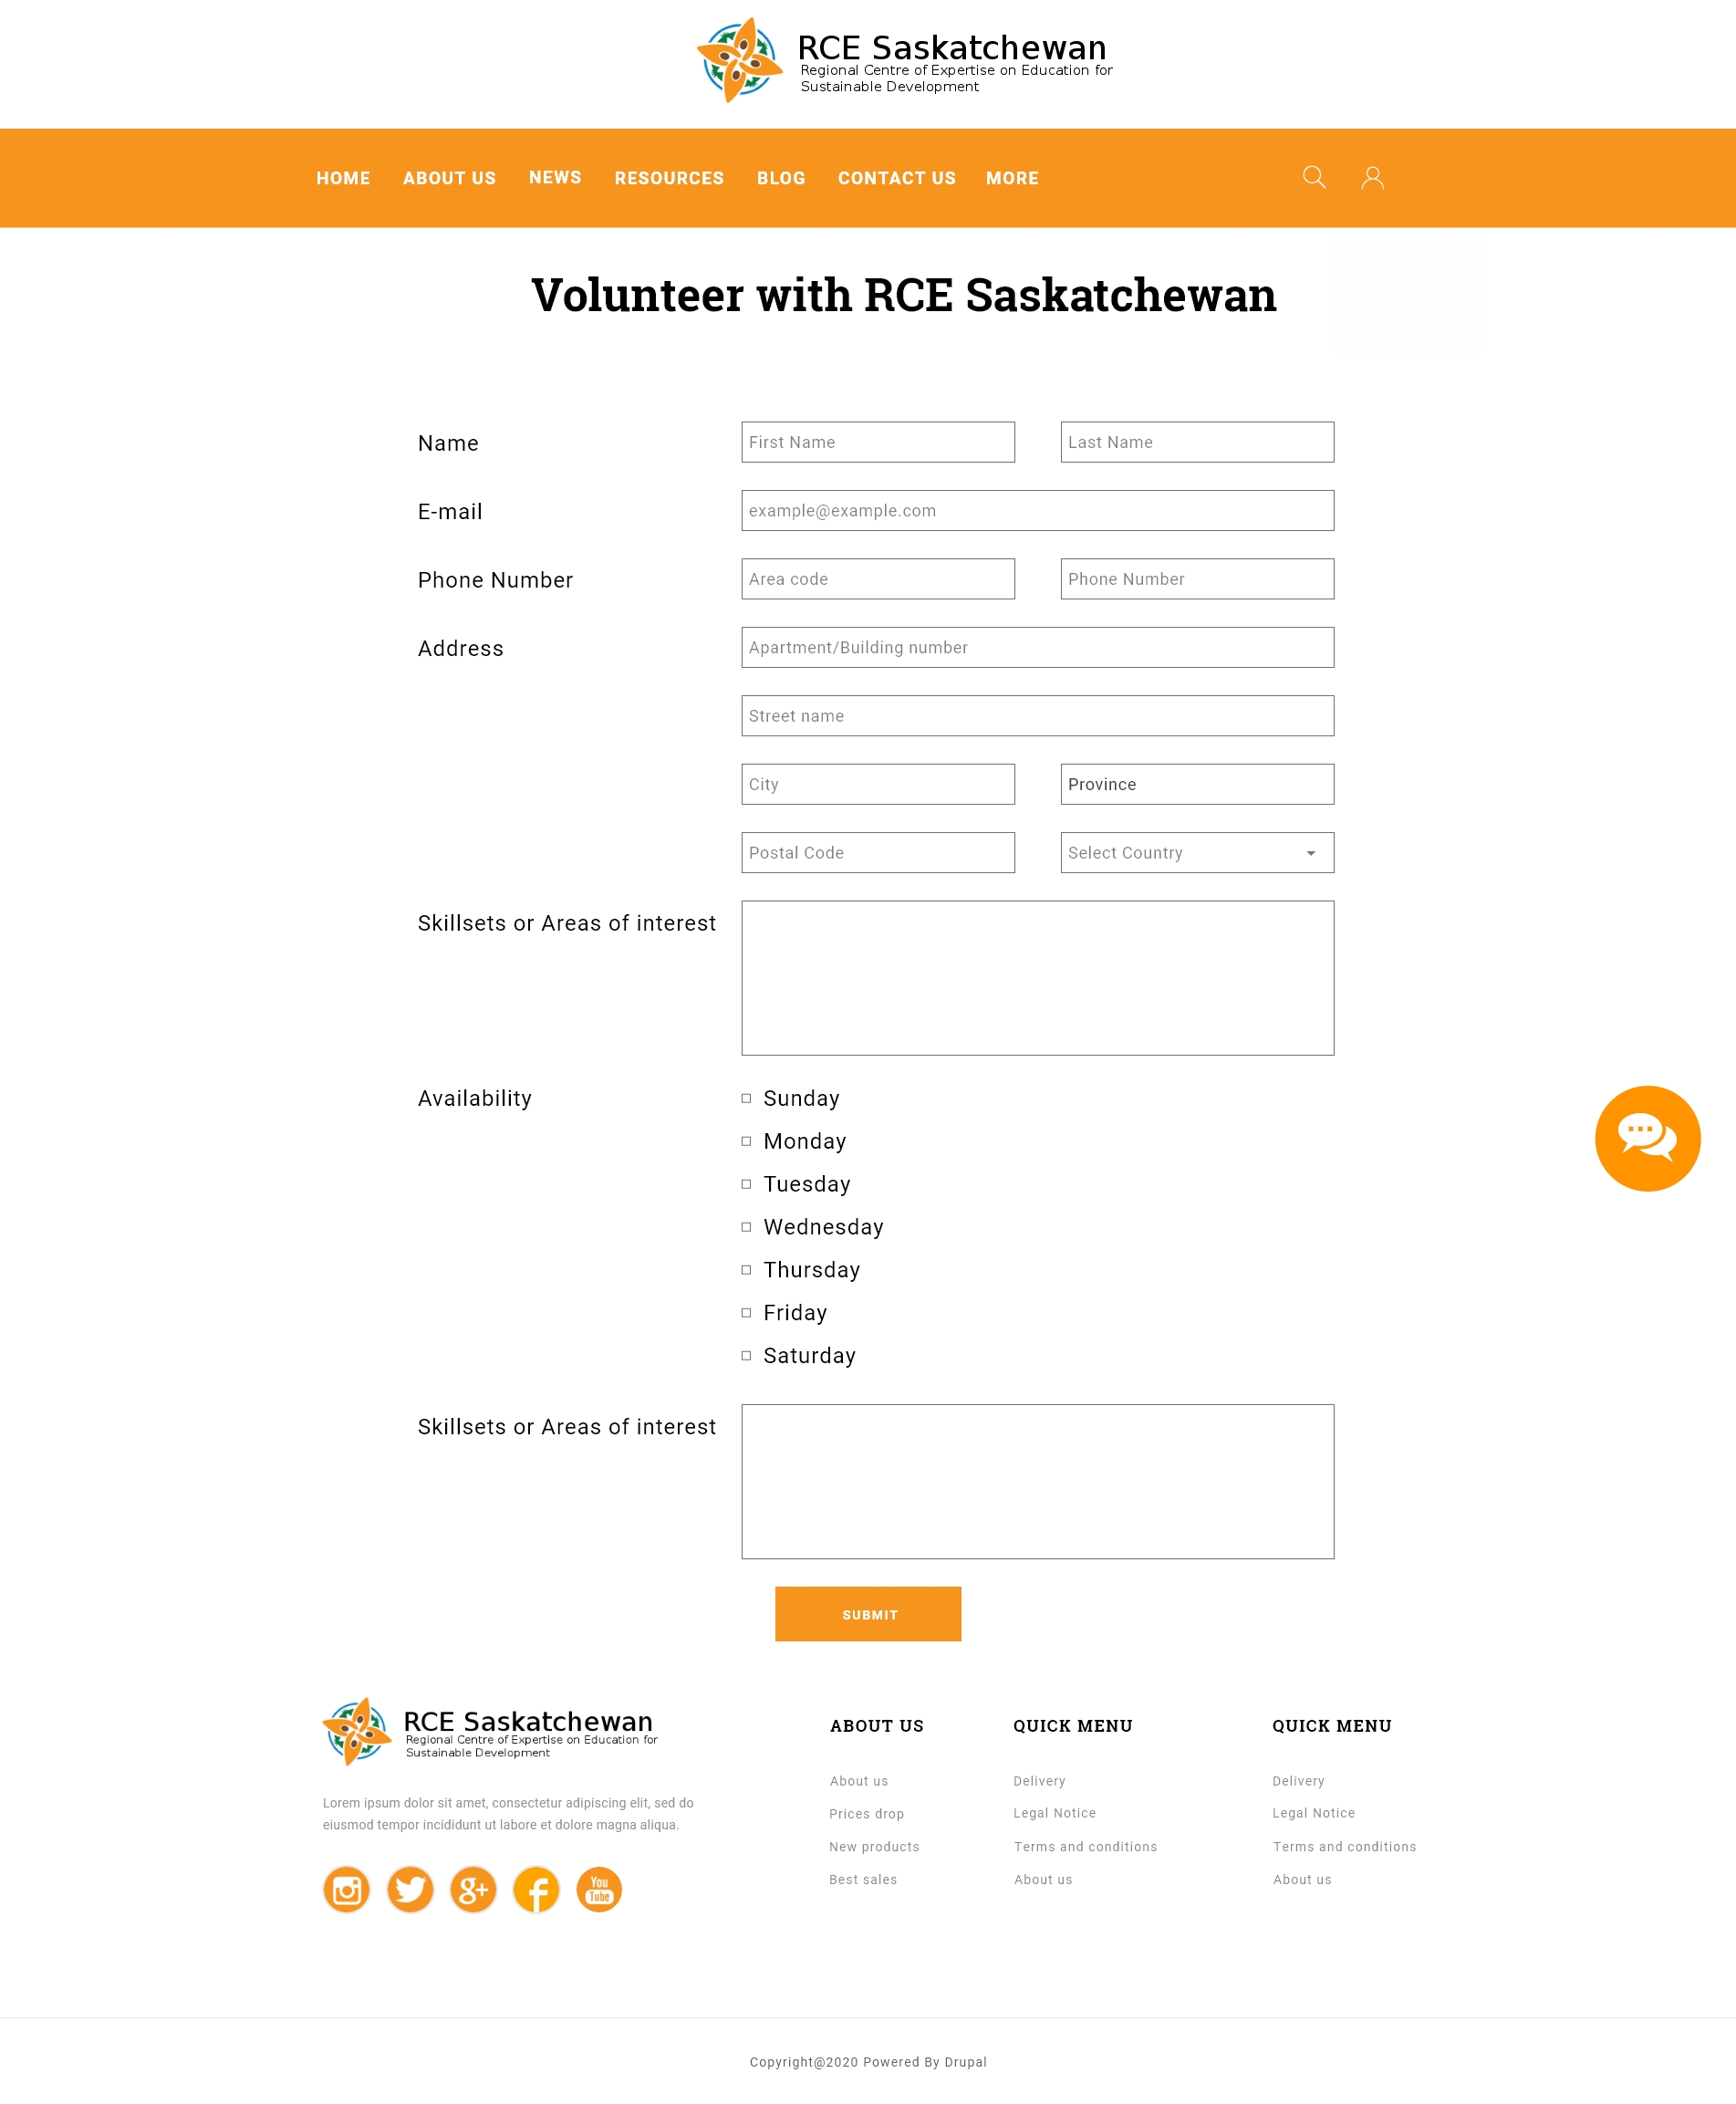 RCE Saskatchewan
Regional Centre of Expertise on Education for
Sustainable Development
HOME ABOUT US NEWS RESOURCES BLOG CONTACT US MORE
Volunteer with RCE Saskatchewan
Name First Name Last Name
E-mail example@example.com
Phone Number Area code Phone Number
Address Apartment/Building number
Street name
City Province
Postal Code Select Country
Skillsets or Areas of interest
Availability Sunday
Monday
Tuesday
Wednesday
Thursday
Friday
Saturday
Skillsets or Areas of interest
SUBMIT
RCE Saskatchewan
Regional Centre of Expertise on Education for
Sustainable Development
Lorem ipsum dolor sit amet, consectetur adipiscing elit, sed do
eiusmod tempor incididunt ut labore et dolore magna aliqua.
g+ f You
Tube
ABOUT US
About us
Prices drop
New products
Best sales
QUICK MENU
Delivery
Legal Notice
Terms and conditions
About us
QUICK MENU
Delivery
Legal Notice
Terms and conditions
About us
Copyright@2020 Powered By Drupal